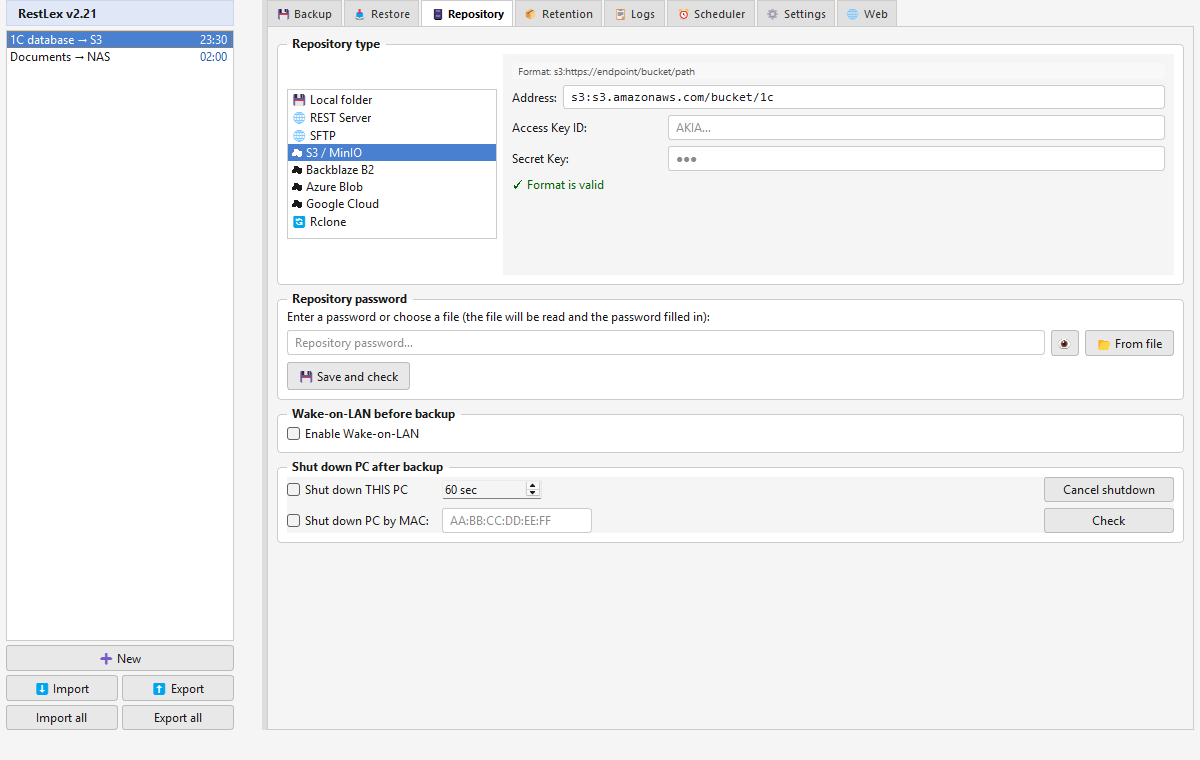 RestLex v2.21
1C database → S3 23:30
Documents → NAS 02:00
New
Import Export
Import all Export all
Backup Restore Repository Retention Logs Scheduler Settings Web
Repository type
Local folder
REST Server
SFTP
S3 / MinIO
Backblaze B2
Azure Blob
Google Cloud
Rclone
Format: s3:https://endpoint/bucket/path
Address: s3:s3.amazonaws.com/bucket/1c
Access Key ID: AKIA...
Secret Key: ●●●
✓ Format is valid
Repository password
Enter a password or choose a file (the file will be read and the password filled in):
Repository password... From file
Save and check
Wake-on-LAN before backup
Enable Wake-on-LAN
Shut down PC after backup
Shut down THIS PC 60 sec Cancel shutdown
Shut down PC by MAC: AA:BB:CC:DD:EE:FF Check